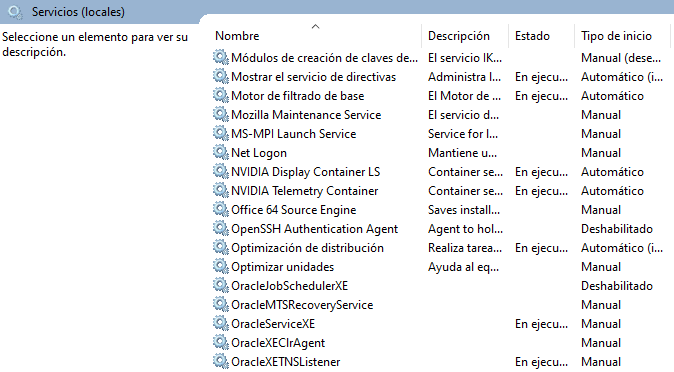 Servicios (locales)
Seleccione un elemento para ver su
descripción.
Nombre Descripción Estado Tipo de inicio
Módulos de creación de claves de... El servicio IK... Manual (dese...
Mostrar el servicio de directivas Administra l... En ejecu... Automático (i...
Motor de filtrado de base El Motor de ... En ejecu... Automático
Mozilla Maintenance Service El servicio d... Manual
MS-MPI Launch Service Service for l... Manual
Net Logon Mantiene u... Manual
NVIDIA Display Container LS Container se... En ejecu... Automático
NVIDIA Telemetry Container Container se... En ejecu... Automático
Office 64 Source Engine Saves install... Manual
OpenSSH Authentication Agent Agent to hol... Deshabilitado
Optimización de distribución Realiza tarea... En ejecu... Automático (i...
Optimizar unidades Ayuda al eq... Manual
OracleJobSchedulerXE Deshabilitado
OracleMTSRecoveryService Manual
OracleServiceXE En ejecu... Manual
OracleXEClrAgent Manual
OracleXETNSListener En ejecu... Manual